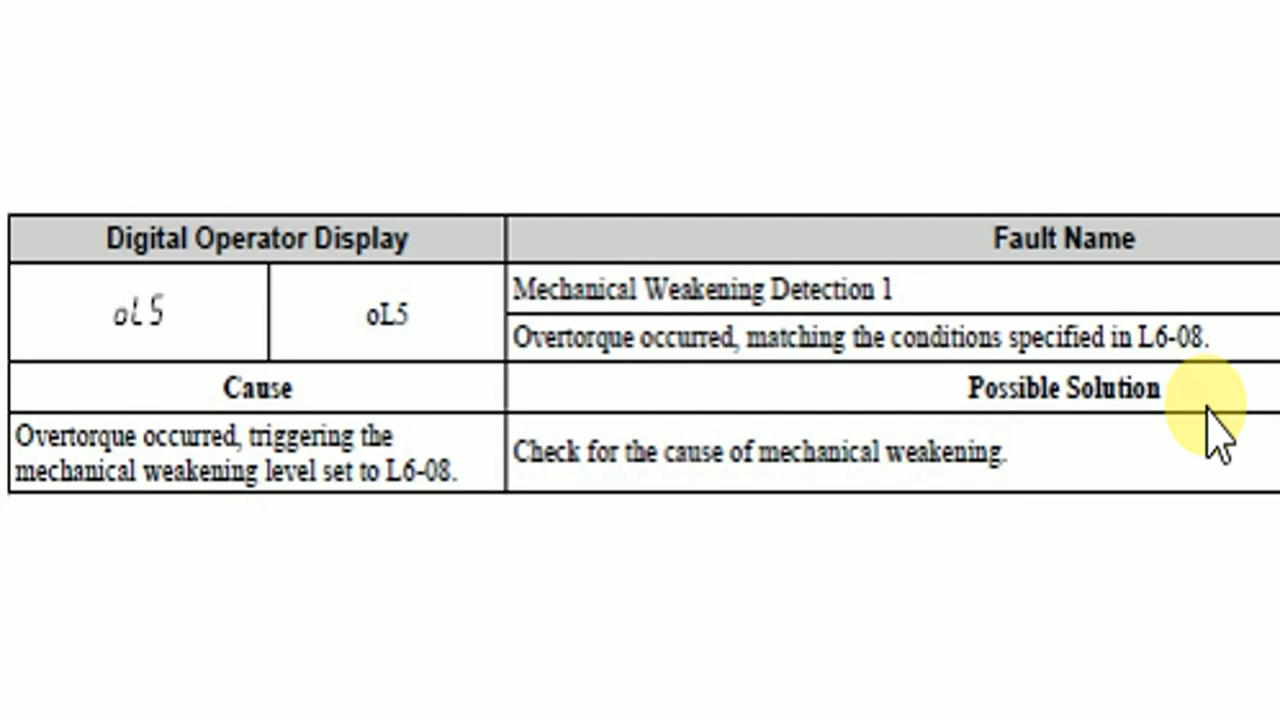 Digital Operator Display
Fault Name
oL5
oL5
Mechanical Weakening Detection 1
Overtorque occurred, matching the conditions specified in L6-08.
Cause
Possible Solution
Overtorque occurred, triggering the
mechanical weakening level set to L6-08.
Check for the cause of mechanical weakening.